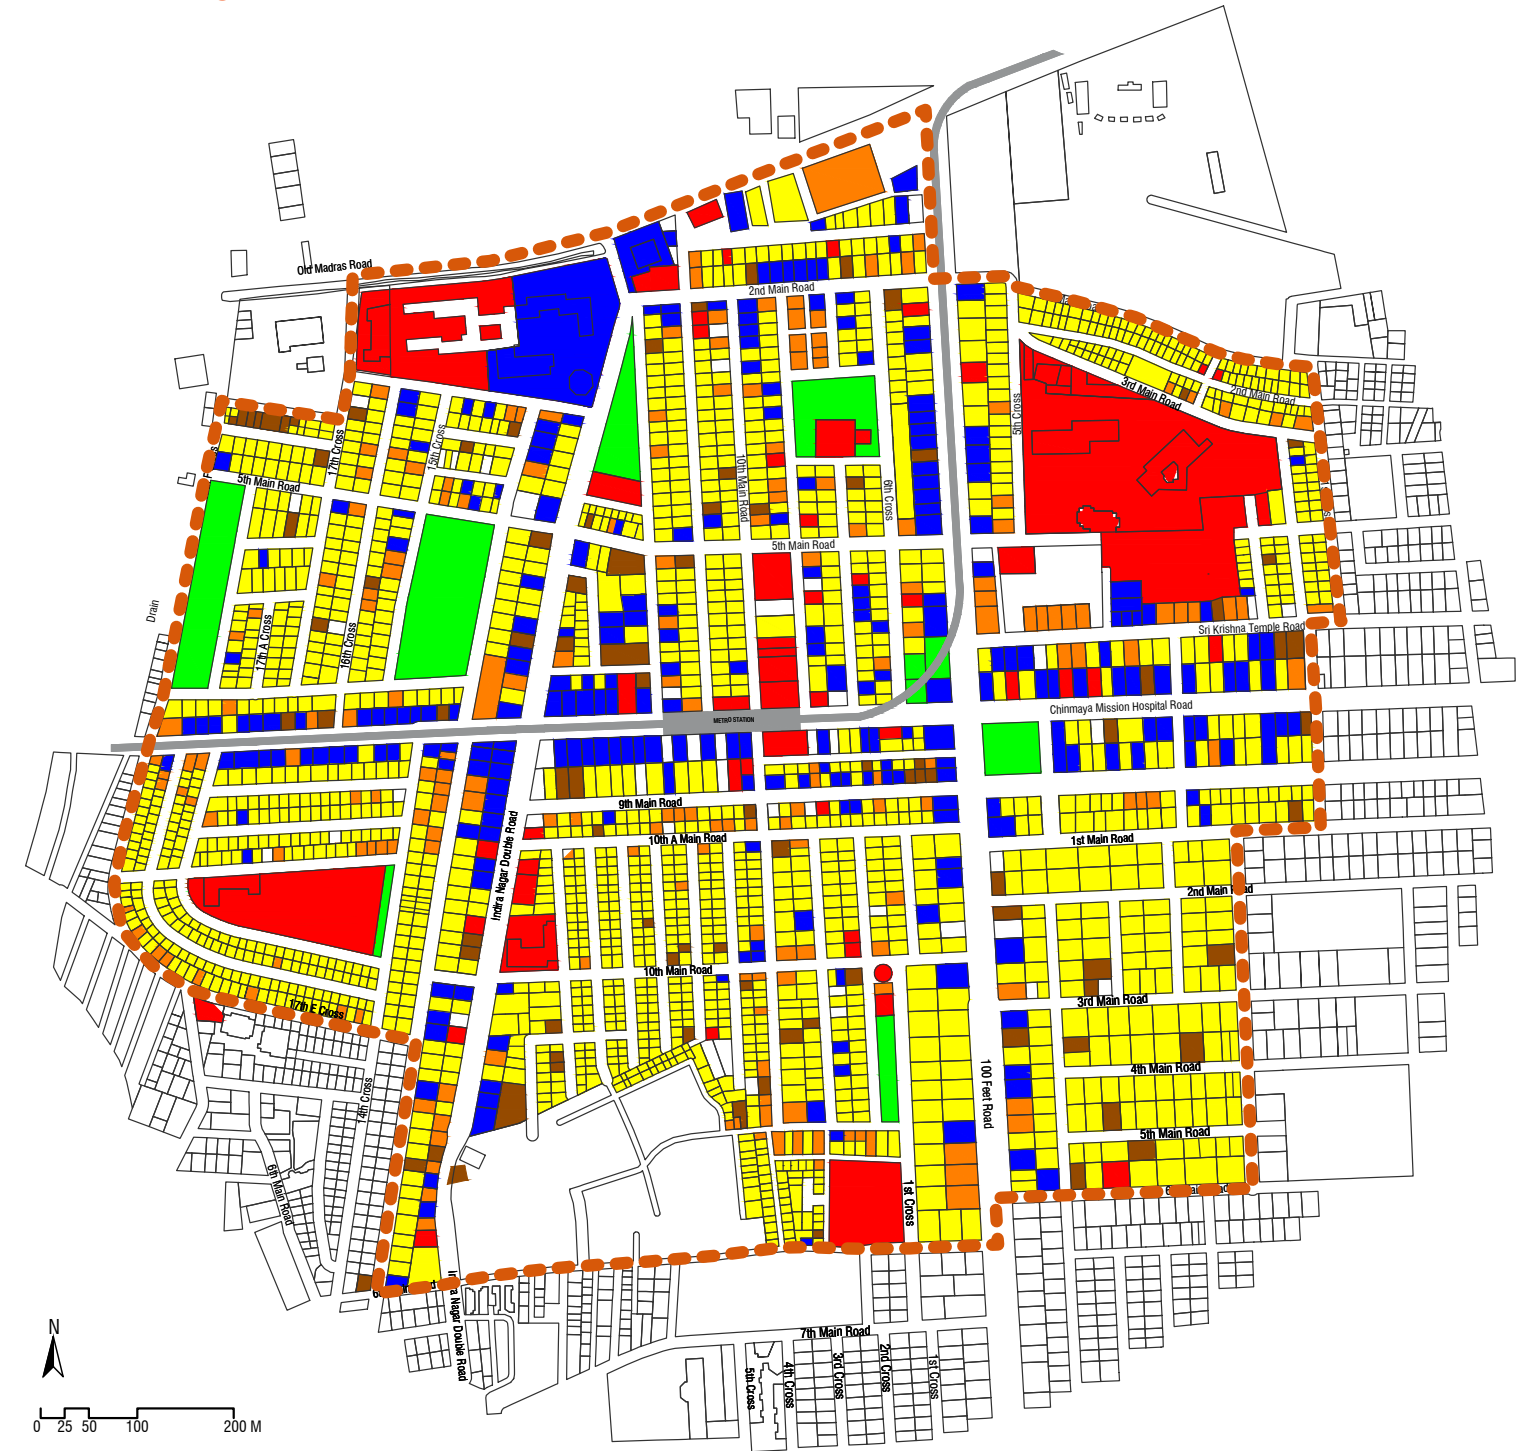 Old Madras Road
2nd Main Road
3rd Main Road
2nd Main Road
5th Cross
17th Cross
15th Cross
10th Main Road
6th Cross
5th Main Road
5th Main Road
Drain
17th A Cross
16th Cross
Sri Krishna Temple Road
Chinmaya Mission Hospital Road
METRO STATION
9th Main Road
10th A Main Road
1st Main Road
Indira Nagar Double Road
2nd Main Road
10th Main Road
3rd Main Road
17th E Cross
100 Feet Road
4th Main Road
14th Cross
5th Main Road
6th Main Road
1st Cross
Indira Nagar Double Road
7th Main Road
5th Cross
4th Cross
3rd Cross
2nd Cross
1st Cross
N
0 25 50 100 200 M